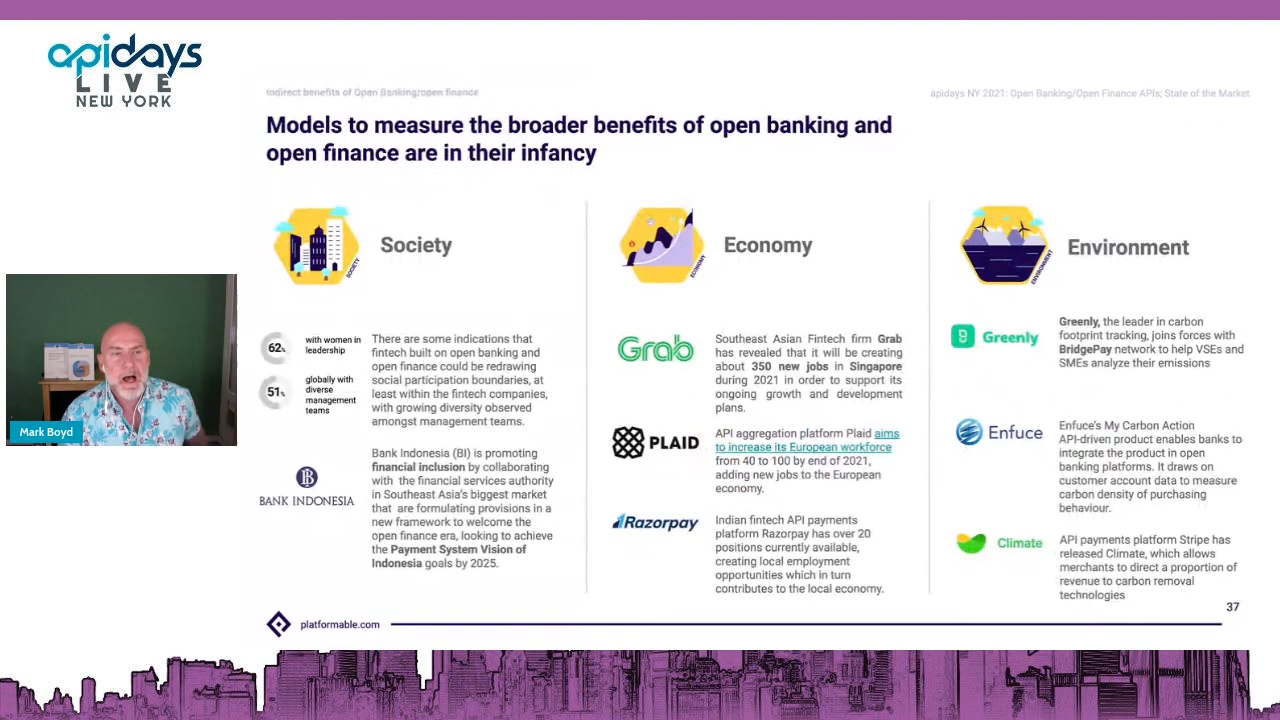 apidays
LIVE
NEW YORK
Indirect benefits of Open Banking/open finance
apidays NY 2021: Open Banking/Open Finance APIs; State of the Market
Models to measure the broader benefits of open banking and
open finance are in their infancy
SOCIETY
Society
62%
with women in
leadership
51%
globally with
diverse
management
teams
There are some indications that
fintech built on open banking and
open finance could be redrawing
social participation boundaries, at
least within the fintech companies,
with growing diversity observed
amongst management teams.
BANK INDONESIA
Bank Indonesia (BI) is promoting
financial inclusion by collaborating
with the financial services authority
in Southeast Asia's biggest market
that are formulating provisions in a
new framework to welcome the
open finance era, looking to achieve
the Payment System Vision of
Indonesia goals by 2025.
ECONOMY
Economy
Grab
Southeast Asian Fintech firm Grab
has revealed that it will be creating
about 350 new jobs in Singapore
during 2021 in order to support its
ongoing growth and development
plans.
PLAID
API aggregation platform Plaid aims
to increase its European workforce
from 40 to 100 by end of 2021,
adding new jobs to the European
economy.
Razorpay
Indian fintech API payments
platform Razorpay has over 20
positions currently available,
creating local employment
opportunities which in turn
contributes to the local economy.
ENVIRONMENT
Environment
Greenly
Greenly, the leader in carbon
footprint tracking, joins forces with
BridgePay network to help VSEs and
SMEs analyze their emissions
Enfuce
Enfuce's My Carbon Action
API-driven product enables banks to
integrate the product in open
banking platforms. It draws on
customer account data to measure
carbon density of purchasing
behaviour.
Climate
API payments platform Stripe has
released Climate, which allows
merchants to direct a proportion of
revenue to carbon removal
technologies
37
platformable.com
Mark Boyd